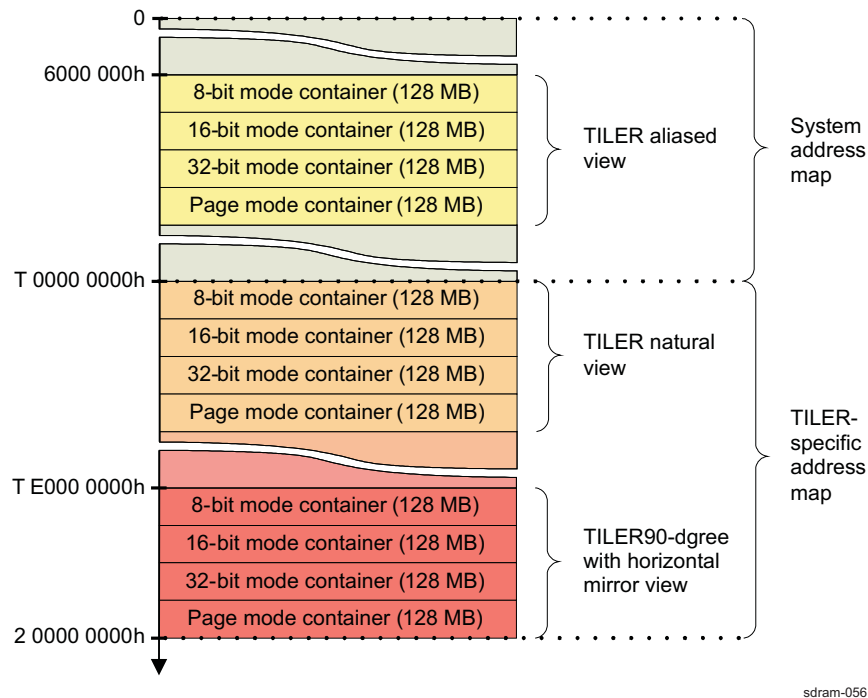 0
6000 000h
8-bit mode container (128 MB)
16-bit mode container (128 MB)
32-bit mode container (128 MB)
Page mode container (128 MB)
TILER aliased
view
System
address
map
T 0000 0000h
8-bit mode container (128 MB)
16-bit mode container (128 MB)
32-bit mode container (128 MB)
Page mode container (128 MB)
TILER natural
view
TILER-
specific
address
map
T E000 0000h
8-bit mode container (128 MB)
16-bit mode container (128 MB)
32-bit mode container (128 MB)
Page mode container (128 MB)
TILER90-dgree
with horizontal
mirror view
2 0000 0000h
sdram-056